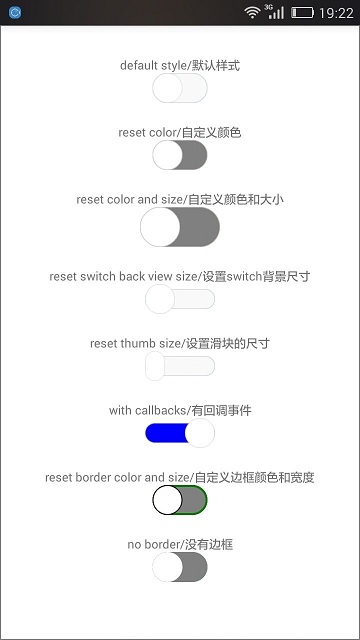 3G 19:22
default style/默认样式
reset color/自定义颜色
reset color and size/自定义颜色和大小
reset switch back view size/设置switch背景尺寸
reset thumb size/设置滑块的尺寸
with callbacks/有回调事件
reset border color and size/自定义边框颜色和宽度
no border/没有边框